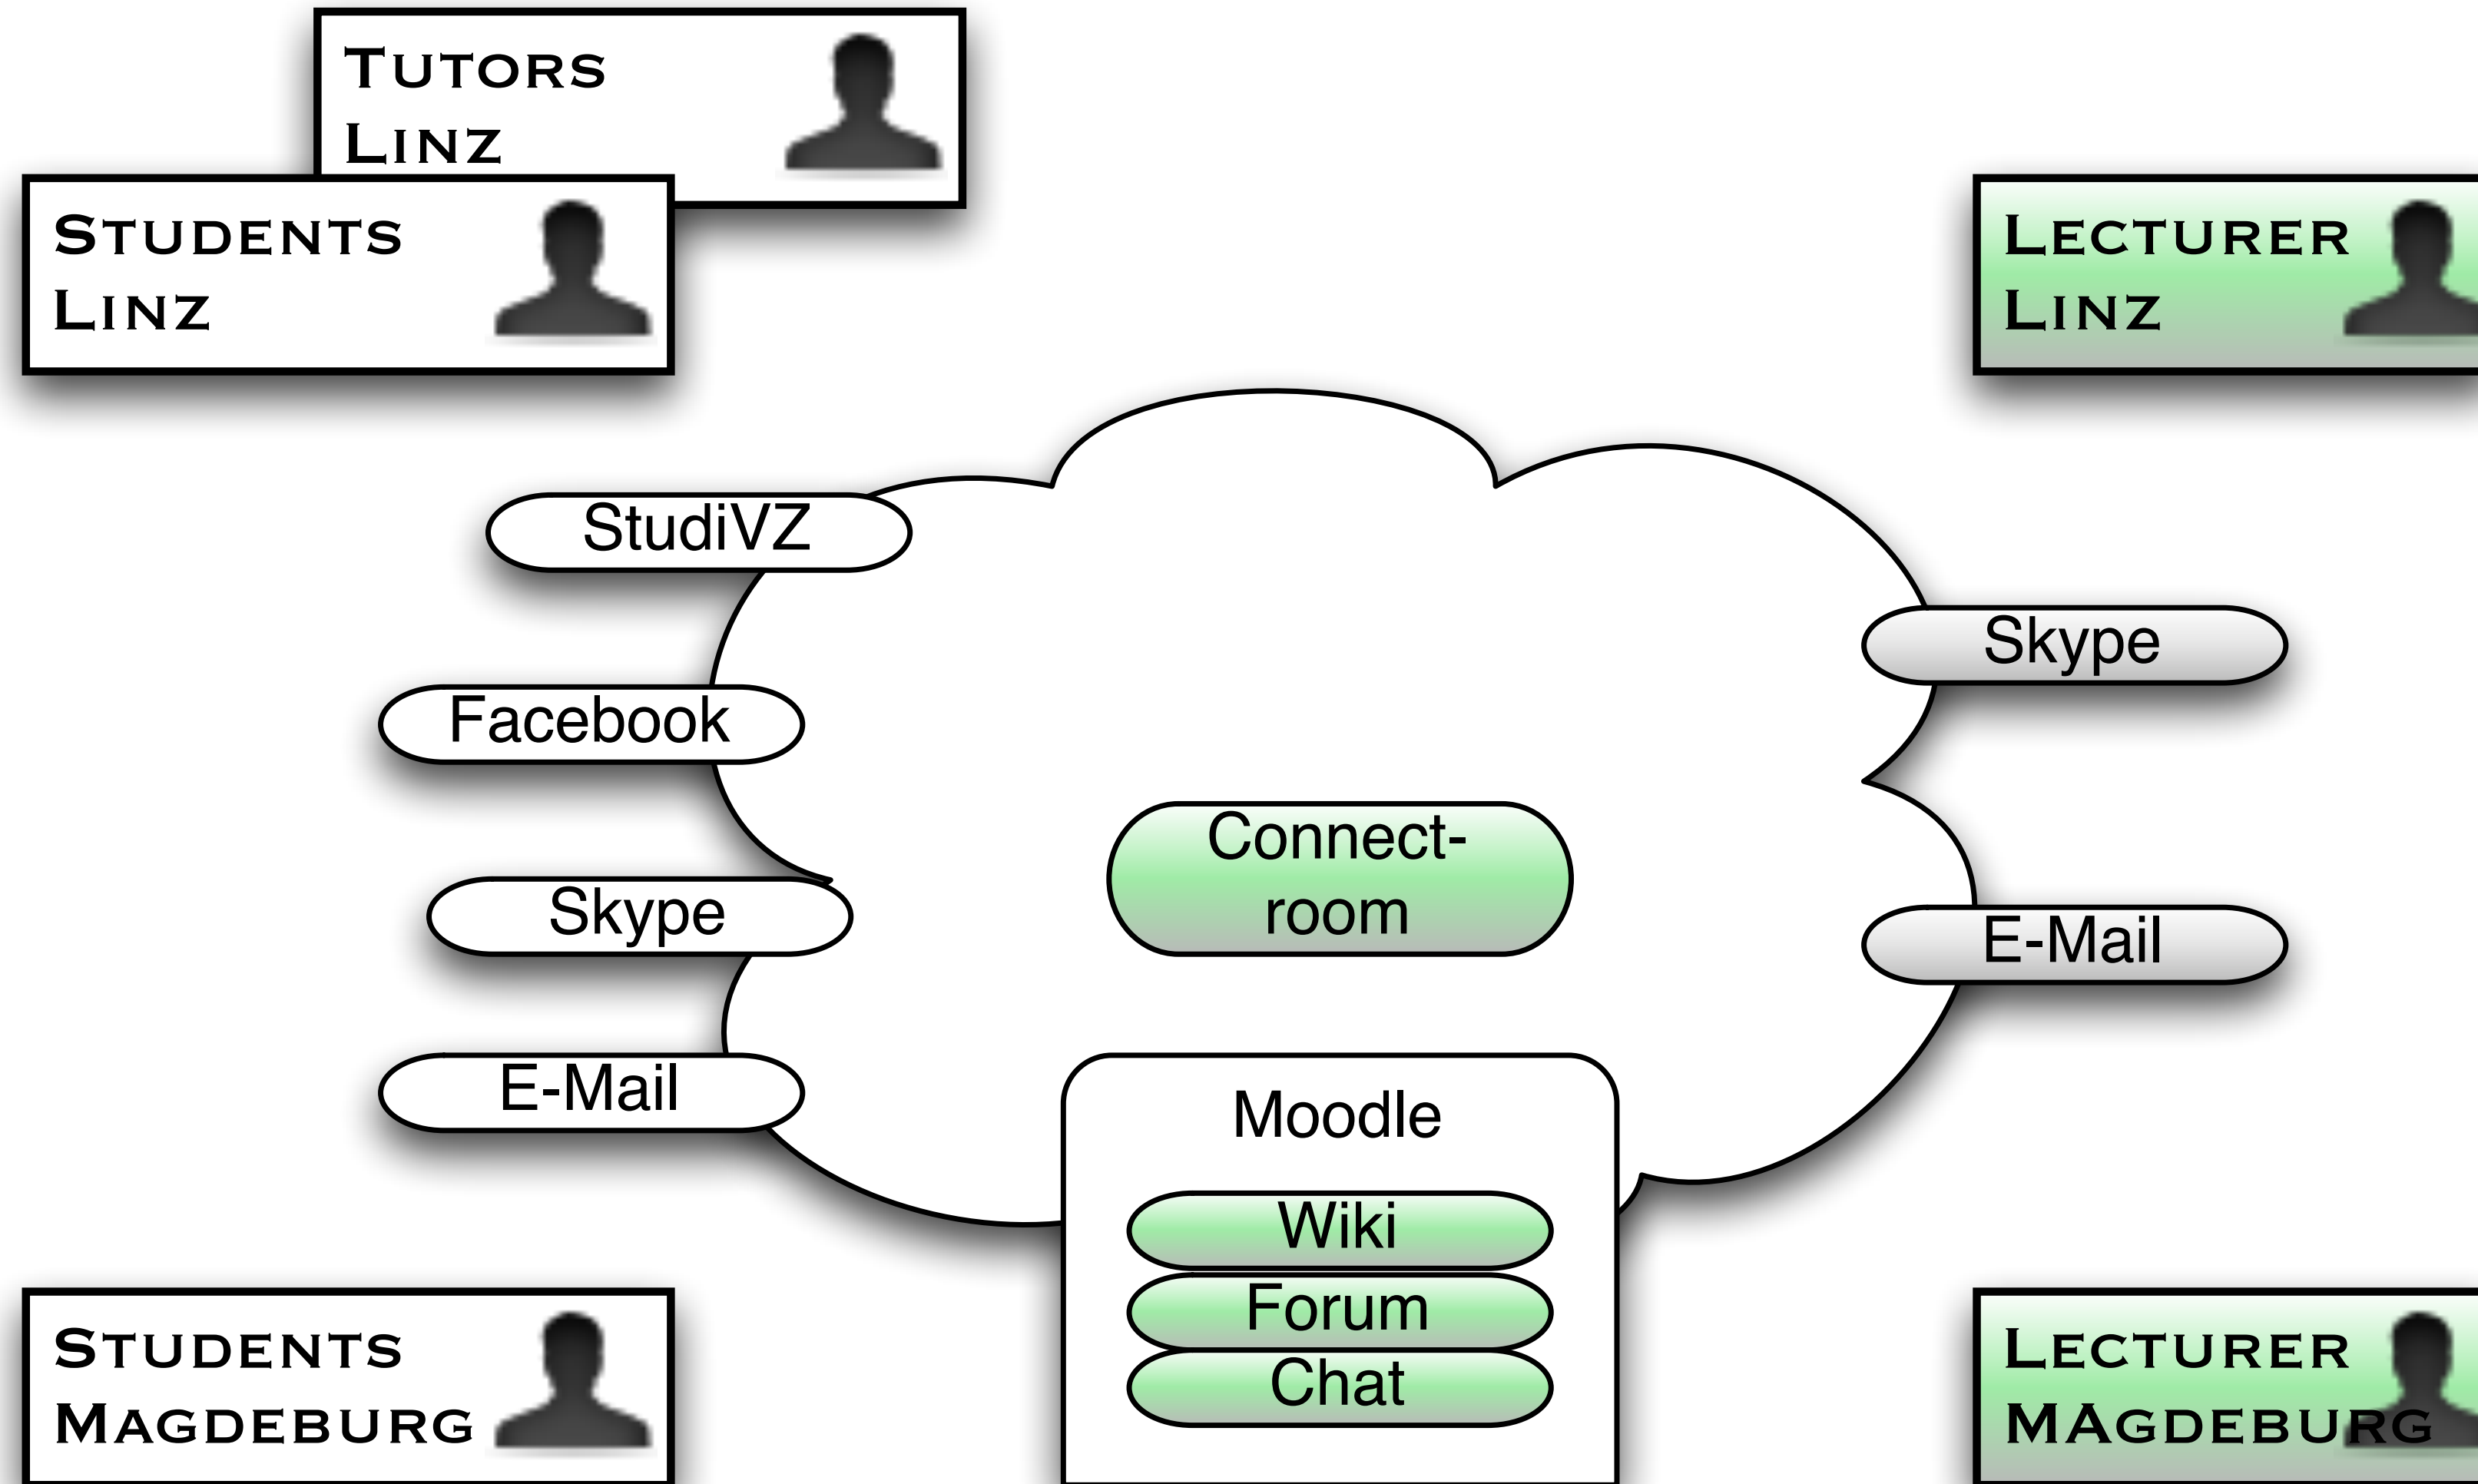 TUTORS
LINZ
STUDENTS
LINZ
LECTURER
LINZ
StudiVZ
Facebook
Skype
E-Mail
Skype
E-Mail
Connect-
room
Moodle
Wiki
Forum
Chat
STUDENTS
MAGDEBURG
LECTURER
MAGDEBURG